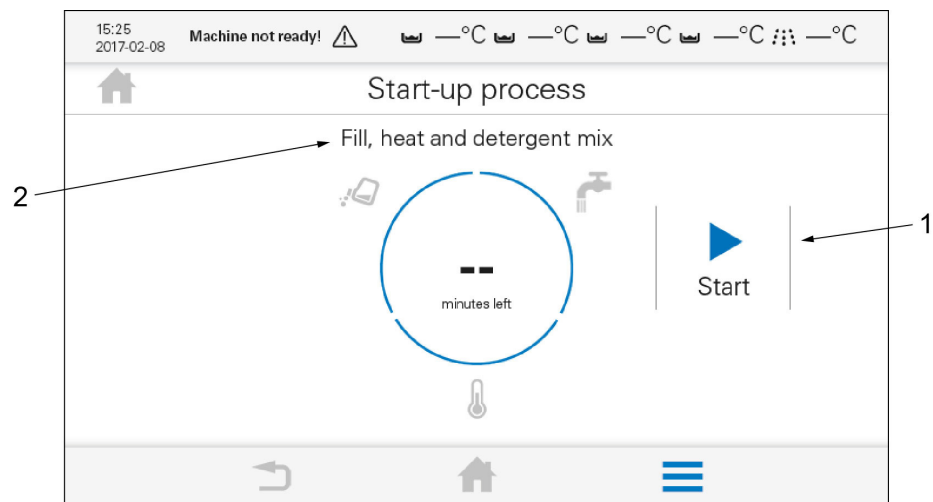 15:25
2017-02-08
Machine not ready! —°C —°C —°C —°C —°C
Start-up process
Fill, heat and detergent mix
2
1
--
minutes left
Start